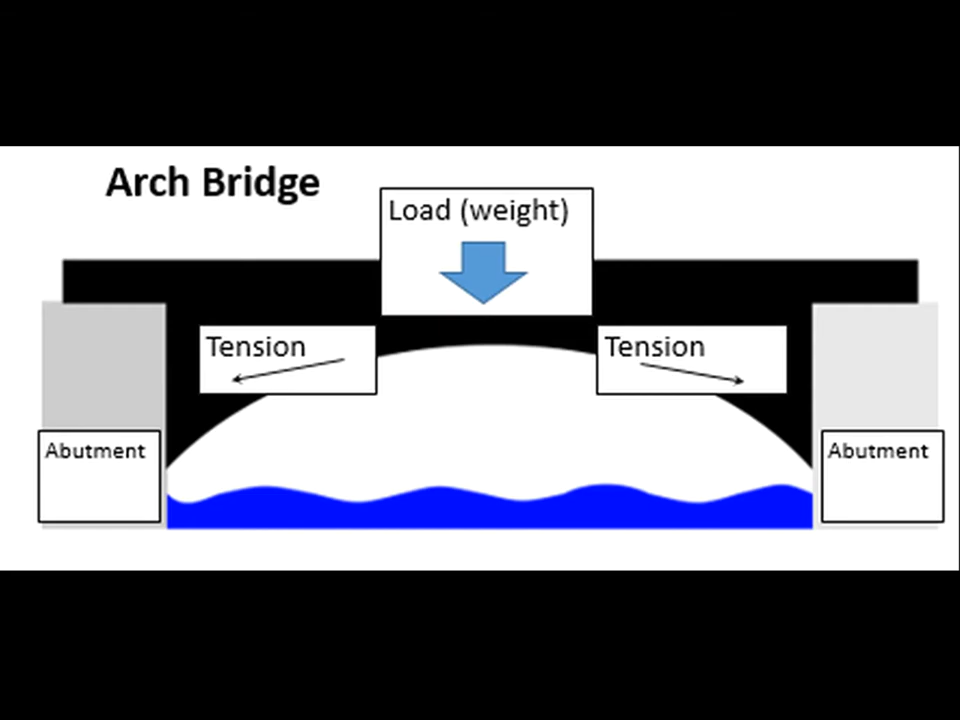 Arch Bridge
Load (weight)
Tension
Tension
Abutment
Abutment